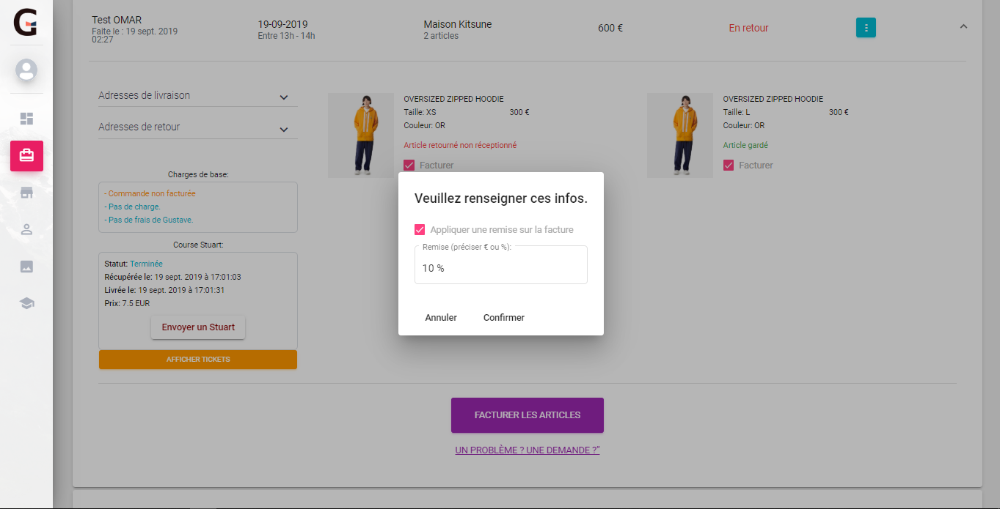 G
Test OMAR
Faite le : 19 sept. 2019
02:27
19-09-2019
Entre 13h - 14h
Maison Kitsune
2 articles
600 €
En retour
Adresses de livraison
Adresses de retour
Charges de base:
- Commande non facturée
- Pas de charge.
- Pas de frais de Gustave.
Course Stuart:
Statut: Terminée
Récupérée le: 19 sept. 2019 à 17:01:03
Livrée le: 19 sept. 2019 à 17:01:31
Prix: 7.5 EUR
Envoyer un Stuart
AFFICHER TICKETS
OVERSIZED ZIPPED HOODIE
Taille: XS 300 €
Couleur: OR
Article retourné non réceptionné
Facturer
OVERSIZED ZIPPED HOODIE
Taille: L 300 €
Couleur: OR
Article gardé
Facturer
Veuillez renseigner ces infos.
Appliquer une remise sur la facture
Remise (préciser € ou %):
10 %
Annuler Confirmer
FACTURER LES ARTICLES
UN PROBLÈME ? UNE DEMANDE ?"